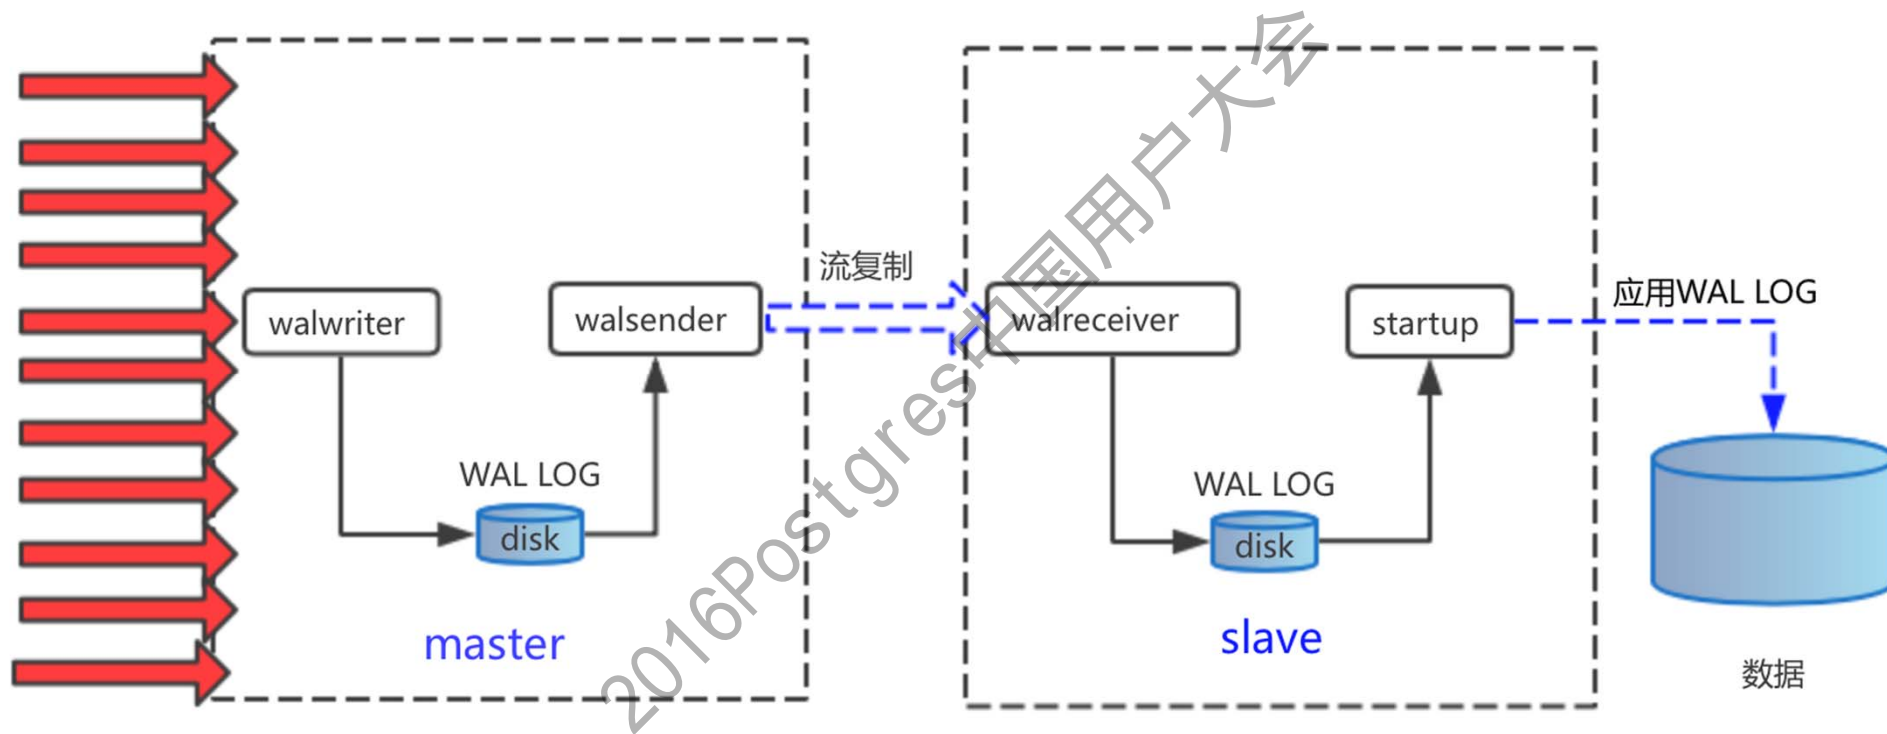 流复制
应用WAL LOG
walwriter
walsender
walreceiver
startup
WAL LOG
disk
WAL LOG
disk
master
slave
数据
2016Postgres中国用户大会